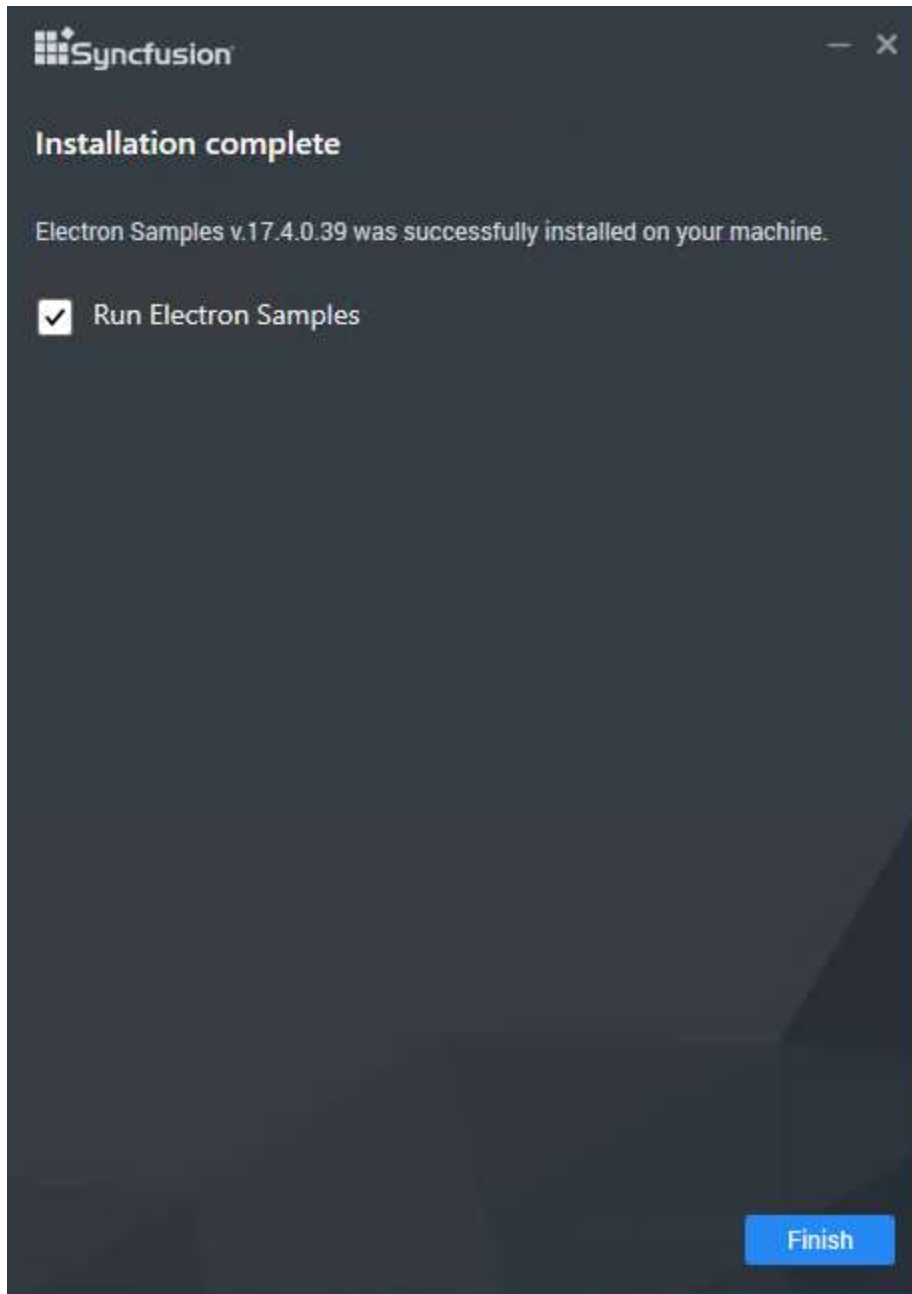 Syncfusion
Installation complete
Electron Samples v.17.4.0.39 was successfully installed on your machine.
Run Electron Samples
Finish